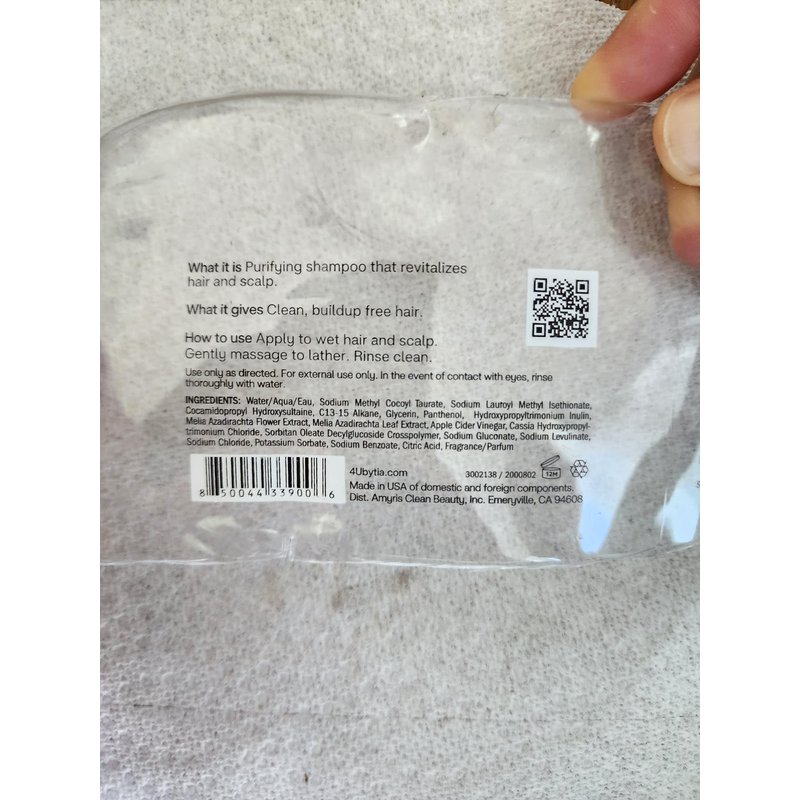 What it is Purifying shampoo that revitalizes
hair and scalp.
What it gives Clean, buildup free hair.
How to use Apply to wet hair and scalp.
Gently massage to lather. Rinse clean.
Use only as directed. For external use only. In the event of contact with eyes, rinse
thoroughly with water.
INGREDIENTS: Water/Aqua/Eau, Sodium Methyl Cocoyl Taurate, Sodium Lauroyl Methyl Isethionate,
Cocamidopropyl Hydroxysultaine, C13-15 Alkane, Glycerin, Panthenol, Hydroxypropyltrimonium Inulin,
Melia Azadirachta Flower Extract, Melia Azadirachta Leaf Extract, Apple Cider Vinegar, Cassia Hydroxypropyl-
trimonium Chloride, Sorbitan Oleate Decylglucoside Crosspolymer, Sodium Gluconate, Sodium Levulinate,
Sodium Chloride, Potassium Sorbate, Sodium Benzoate, Citric Acid, Fragrance/Parfum
8 50044 33900 6
4Ubytia.com
3002138 / 2000802
12M
Made in USA of domestic and foreign components.
Dist. Amyris Clean Beauty, Inc. Emeryville, CA 94608